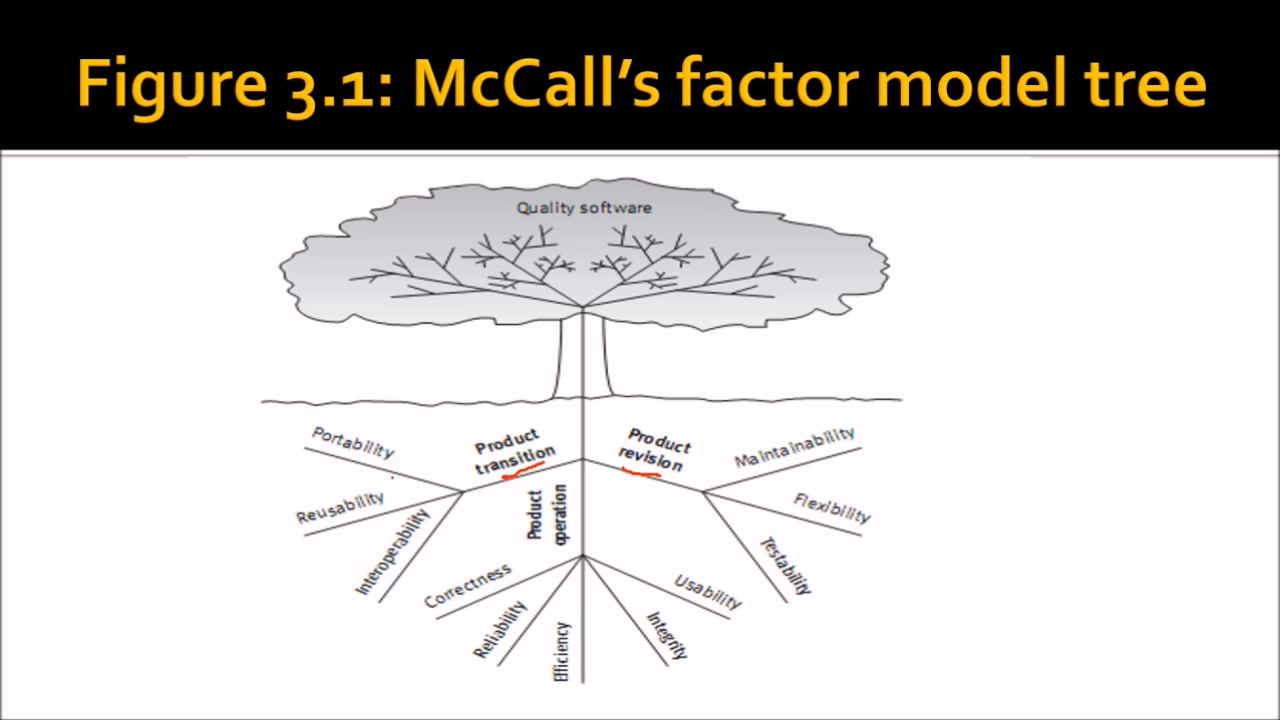 Figure 3.1: McCall’s factor model tree
Quality software
Portability
Reusability
Interoperability
Product
transition
Product
operation
Product
revision
Maintainability
Flexibility
Testability
Correctness
Reliability
Efficiency
Integrity
Usability